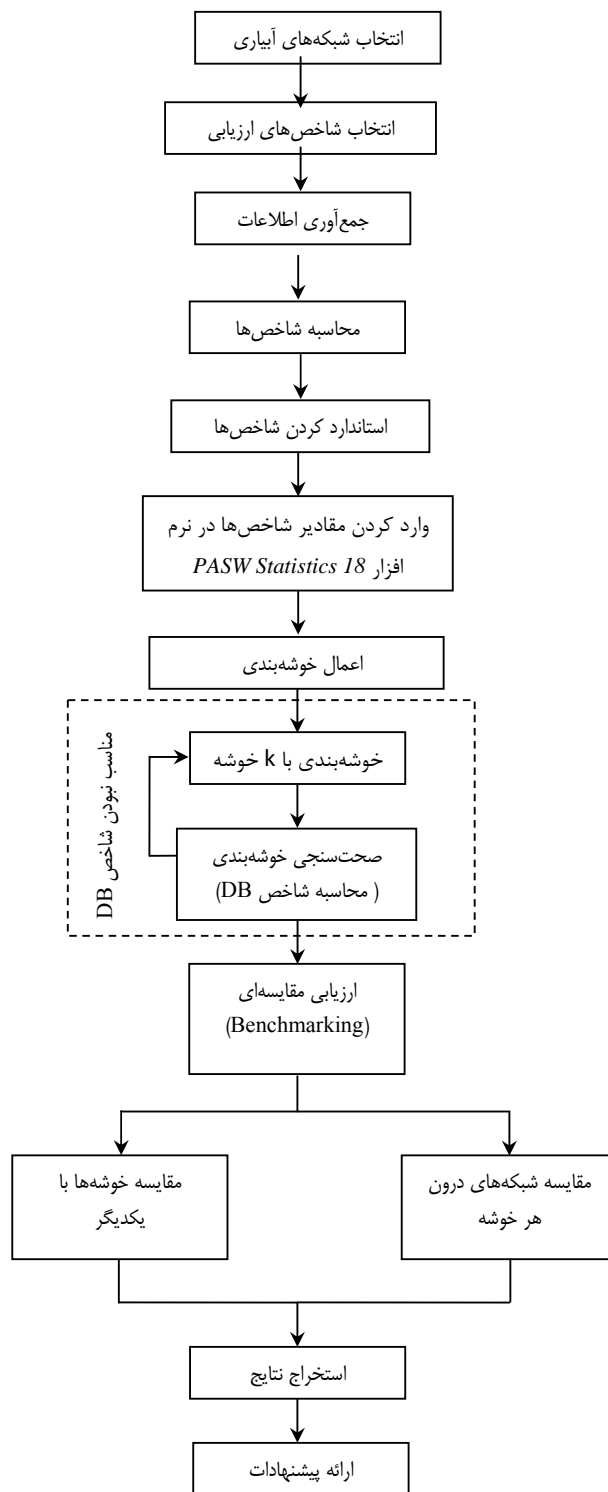 انتخاب شبکه‌های آبیاری
انتخاب شاخص‌های ارزیابی
جمع‌آوری اطلاعات
محاسبه شاخص‌ها
استاندارد کردن شاخص‌ها
وارد کردن مقادیر شاخص‌ها در نرم
افزار PASW Statistics 18
اعمال خوشه‌بندی
خوشه‌بندی با k خوشه
مناسب نبودن شاخص DB
صحت‌سنجی خوشه‌بندی
( محاسبه شاخص DB)
ارزیابی مقایسه‌ای
(Benchmarking)
مقایسه شبکه‌های درون
هر خوشه
مقایسه خوشه‌ها با
یکدیگر
استخراج نتایج
ارائه پیشنهادات